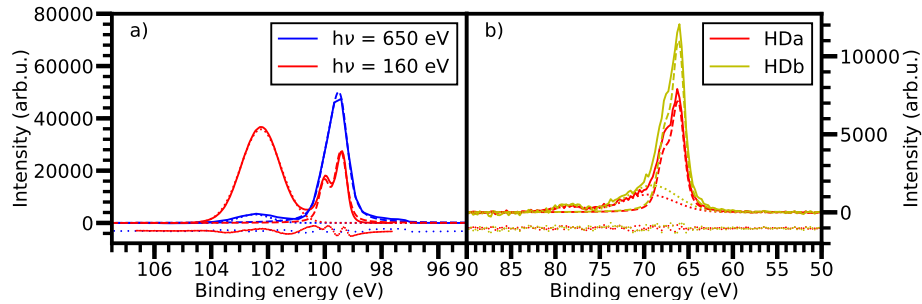 80000
60000
40000
20000
0
Intensity (arb.u.)
a)
hν = 650 eV
hν = 160 eV
106 104 102 100 98 96
Binding energy (eV)
b)
HDa
HDb
10000
5000
0
Intensity (arb.u.)
90 85 80 75 70 65 60 55 50
Binding energy (eV)